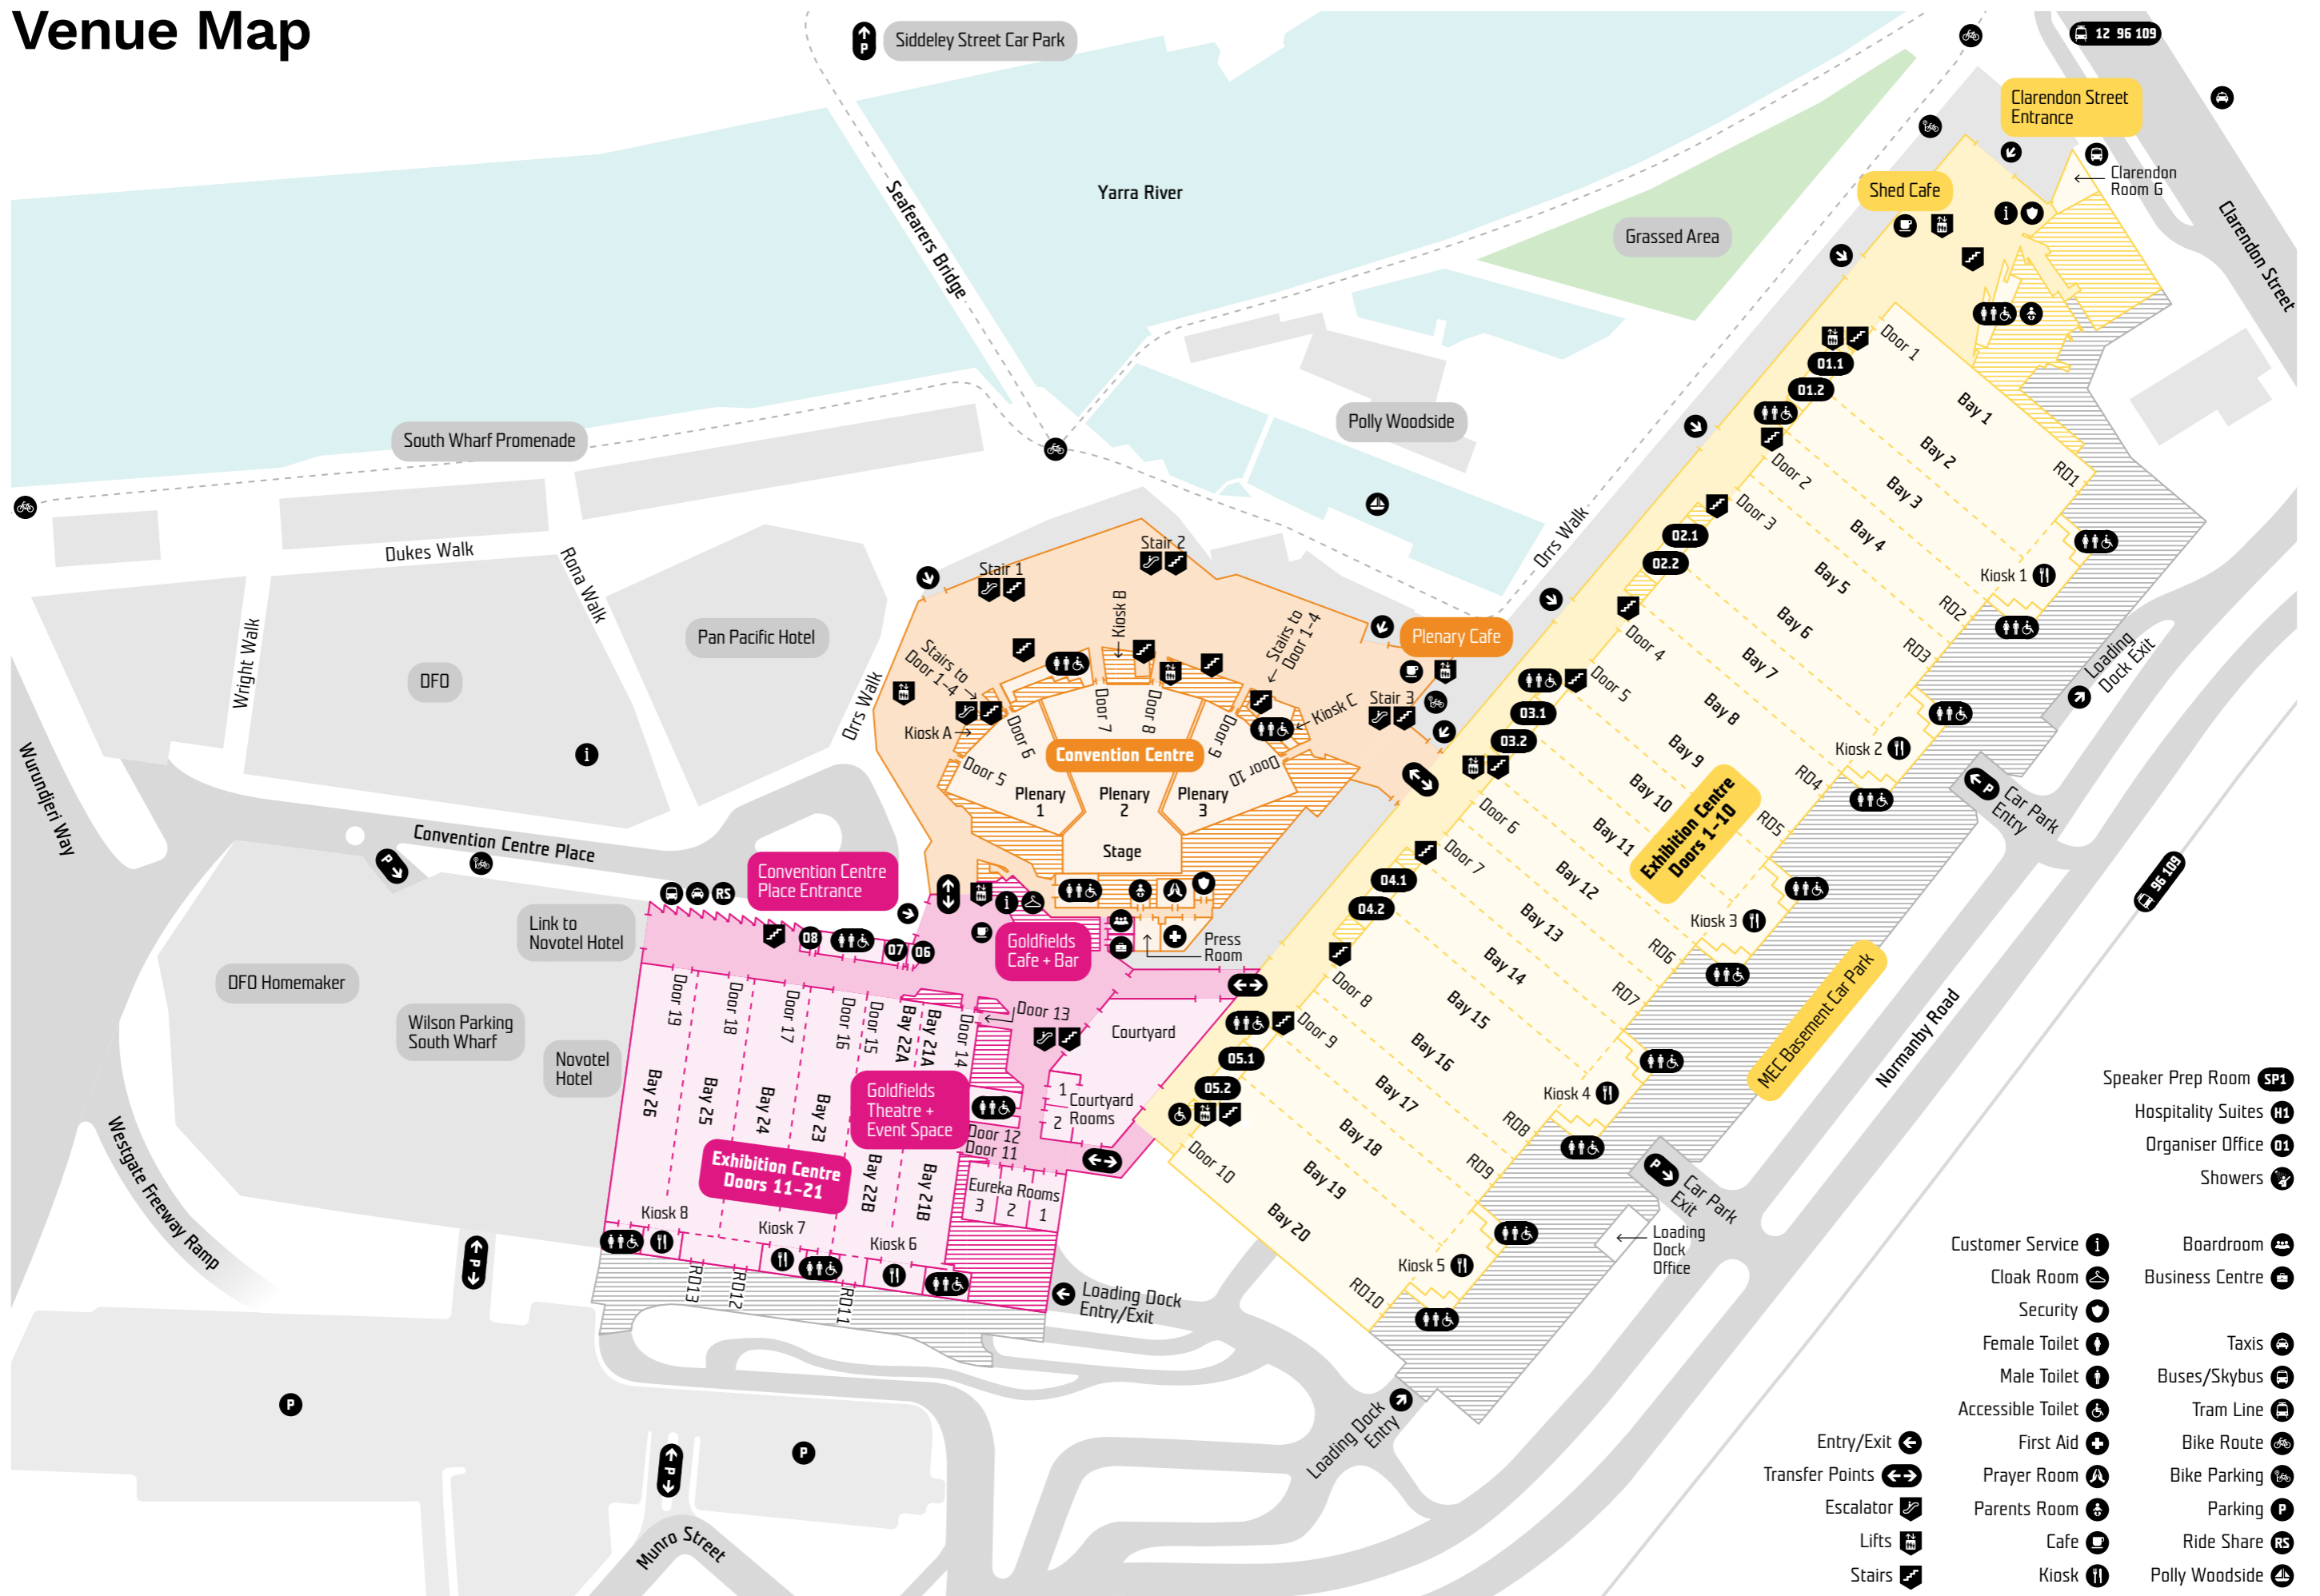 Venue Map
P
Siddeley Street Car Park
12 96 109
Clarendon Street
Entrance
Clarendon
Room G
Clarendon Street
Shed Cafe
Yarra River
Seafarers Bridge
Grassed Area
South Wharf Promenade
Polly Woodside
Orrs Walk
Dukes Walk
Rona Walk
Wright Walk
Pan Pacific Hotel
DFO
Orrs Walk
Wurundjeri Way
Convention Centre Place
P
Stair 1
Stair 2
Kiosk B
Stairs to
Door 1-4
Stairs to
Door 1-4
Kiosk A
Kiosk C
Stair 3
Plenary Cafe
Door 5
Door 6
Door 7
Door 8
Door 9
Door 10
Convention Centre
Plenary
1
Plenary
2
Plenary
3
Stage
Door 1
01.1
01.2
Door 2
Door 3
02.1
02.2
Door 4
Door 5
03.1
03.2
Door 6
Door 7
04.1
04.2
Door 8
Door 9
05.1
05.2
Door 10
Bay 1
Bay 2
Bay 3
Bay 4
Bay 5
Bay 6
Bay 7
Bay 8
Bay 9
Bay 10
Bay 11
Bay 12
Bay 13
Bay 14
Bay 15
Bay 16
Bay 17
Bay 18
Bay 19
Bay 20
RD1
RD2
RD3
RD4
RD5
RD6
RD7
RD8
RD9
RD10
Kiosk 1
Kiosk 2
Kiosk 3
Kiosk 4
Kiosk 5
Exhibition Centre
Doors 1-10
MEC Basement Car Park
Loading
Dock Exit
P
Car Park
Entry
96 109
Normanby Road
P
Car Park
Exit
Loading
Dock
Office
Loading Dock
Entry
Convention Centre
Place Entrance
RS
Link to
Novotel Hotel
08
07
06
Goldfields
Cafe + Bar
Press
Room
DFO Homemaker
Wilson Parking
South Wharf
Novotel
Hotel
Door 19
Door 18
Door 17
Door 16
Door 15
Door 14
Door 13
Bay 22A
Bay 21A
Courtyard
1
2
Courtyard
Rooms
Bay 26
Bay 25
Bay 24
Bay 23
Goldfields
Theatre +
Event Space
Door 12
Door 11
Exhibition Centre
Doors 11-21
Bay 22B
Bay 21B
Eureka Rooms
3
2
1
Kiosk 8
Kiosk 7
Kiosk 6
RD13
RD12
RD11
Loading Dock
Entry/Exit
Westgate Freeway Ramp
P
P
P
P
Munro Street
Speaker Prep Room SP1
Hospitality Suites H1
Organiser Office 01
Showers
Customer Service
Cloak Room
Security
Female Toilet
Male Toilet
Accessible Toilet
First Aid
Prayer Room
Parents Room
Cafe
Kiosk
Boardroom
Business Centre
Taxis
Buses/Skybus
Tram Line
Bike Route
Bike Parking
Parking P
Ride Share RS
Polly Woodside
Entry/Exit
Transfer Points
Escalator
Lifts
Stairs